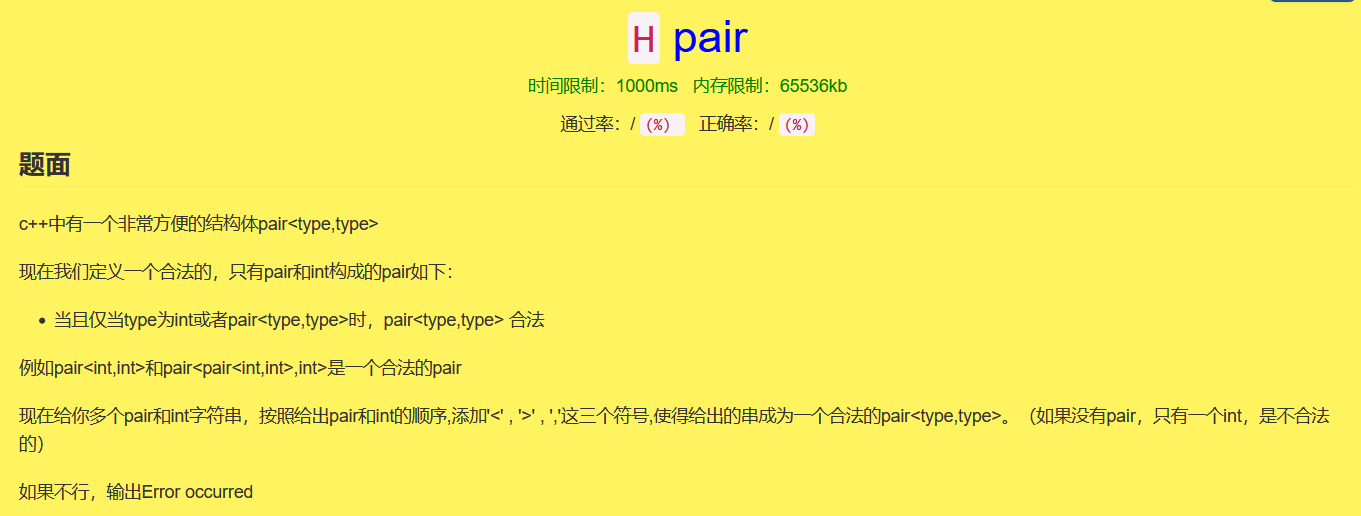 H pair
时间限制：1000ms 内存限制：65536kb
通过率：/ (%) 正确率：/ (%)
题面
c++中有一个非常方便的结构体pair<type,type>
现在我们定义一个合法的，只有pair和int构成的pair如下：
• 当且仅当type为int或者pair<type,type>时，pair<type,type> 合法
例如pair<int,int>和pair<pair<int,int>,int>是一个合法的pair
现在给你多个pair和int字符串，按照给出pair和int的顺序,添加'<' , '>' , ','这三个符号,使得给出的串成为一个合法的pair<type,type>。（如果没有pair，只有一个int，是不合法
的）
如果不行，输出Error occurred